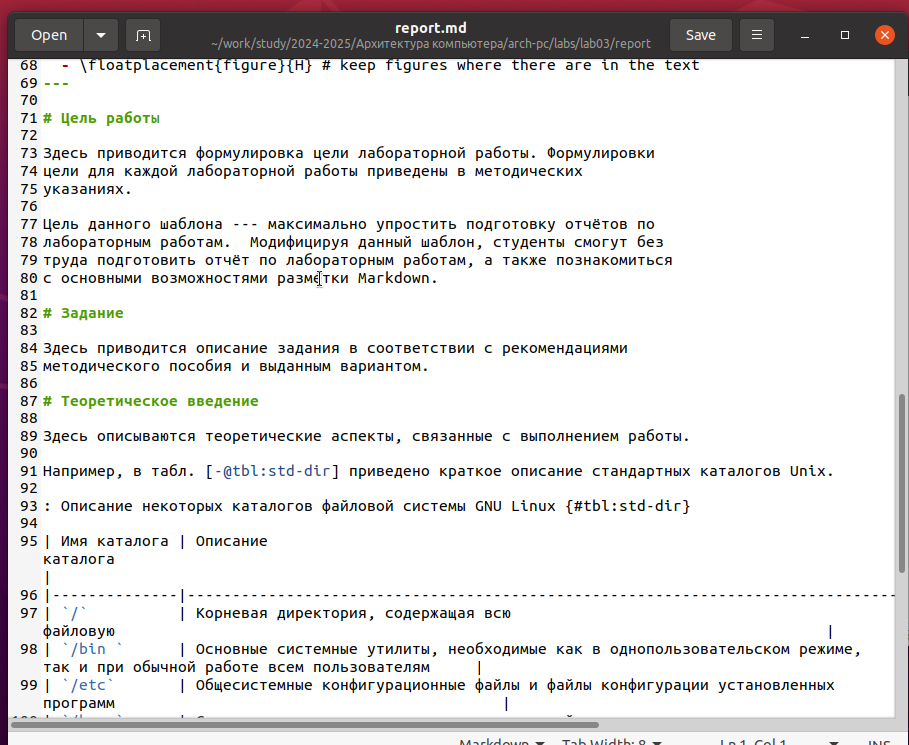 Open
report.md
~/work/study/2024-2025/Архитектура компьютера/arch-pc/labs/lab03/report
Save
68 - \floatplacement{figure}{H} # keep figures where there are in the text
69 ---
70
71 # Цель работы
72
73 Здесь приводится формулировка цели лабораторной работы. Формулировки
74 цели для каждой лабораторной работы приведены в методических
75 указаниях.
76
77 Цель данного шаблона --- максимально упростить подготовку отчётов по
78 лабораторным работам.  Модифицируя данный шаблон, студенты смогут без
79 труда подготовить отчёт по лабораторным работам, а также познакомиться
80 с основными возможностями разметки Markdown.
81
82 # Задание
83
84 Здесь приводится описание задания в соответствии с рекомендациями
85 методического пособия и выданным вариантом.
86
87 # Теоретическое введение
88
89 Здесь описываются теоретические аспекты, связанные с выполнением работы.
90
91 Например, в табл. [-@tbl:std-dir] приведено краткое описание стандартных каталогов Unix.
92
93 : Описание некоторых каталогов файловой системы GNU Linux {#tbl:std-dir}
94
95 | Имя каталога | Описание
каталога
|
96 |--------------|-------------------------------------------------------------------------------
97 | `/` | Корневая директория, содержащая всю
файловую |
98 | `/bin ` | Основные системные утилиты, необходимые как в однопользовательском режиме,
так и при обычной работе всем пользователям |
99 | `/etc` | Общесистемные конфигурационные файлы и файлы конфигурации установленных
программ |
Markdown
Tab Width: 8
Ln 1, Col 1
INS